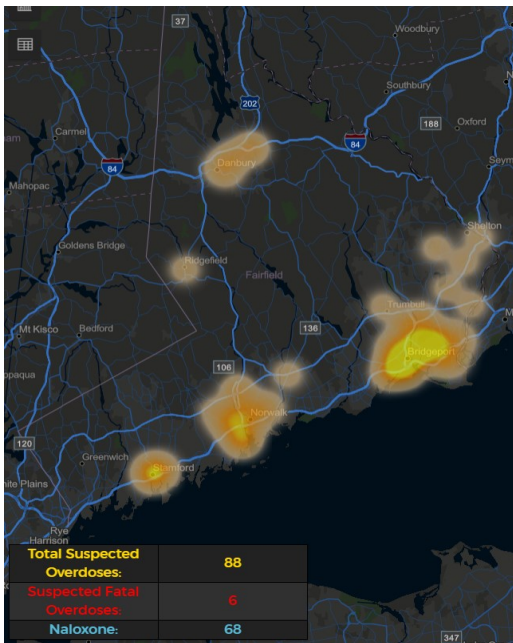 37
Woodbury
Southbury
202
188
Oxford
Carmel
84
84
Danbury
Mahopac
Shelton
Goldens Bridge
Ridgefield
Fairfield
Trumbull
Mt Kisco
Bedford
136
Bridgeport
106
Norwalk
120
Greenwich
Stamford
Rye
Harrison
Total Suspected
Overdoses:
88
Suspected Fatal
Overdoses:
6
Naloxone:
68
347